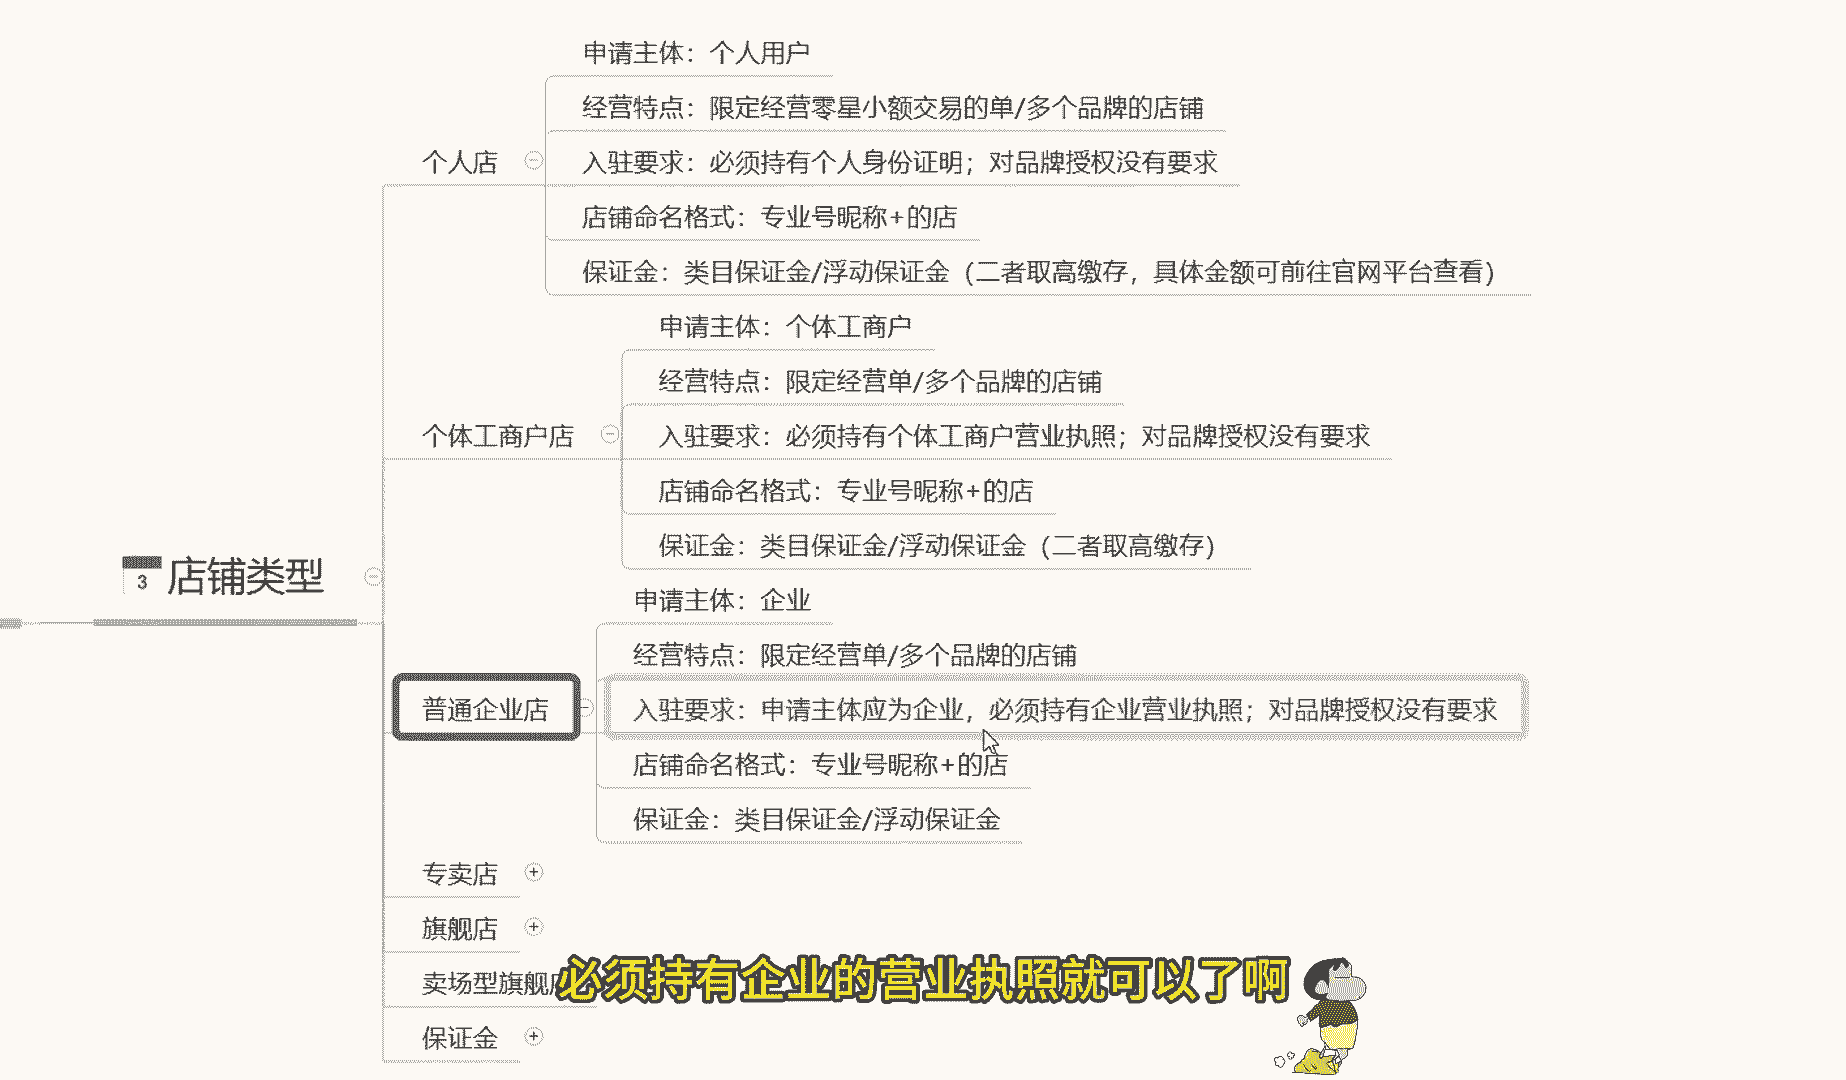 申请主体：个人用户
经营特点：限定经营零星小额交易的单/多个品牌的店铺
个人店
入驻要求：必须持有个人身份证明；对品牌授权没有要求
店铺命名格式：专业号昵称+的店
保证金：类目保证金/浮动保证金（二者取高缴存，具体金额可前往官网平台查看）
申请主体：个体工商户
经营特点：限定经营单/多个品牌的店铺
个体工商户店
入驻要求：必须持有个体工商户营业执照；对品牌授权没有要求
店铺命名格式：专业号昵称+的店
保证金：类目保证金/浮动保证金（二者取高缴存）
3 店铺类型
申请主体：企业
经营特点：限定经营单/多个品牌的店铺
普通企业店
入驻要求：申请主体应为企业，必须持有企业营业执照；对品牌授权没有要求
店铺命名格式：专业号昵称+的店
保证金：类目保证金/浮动保证金
专卖店
旗舰店
卖场型旗舰店
必须持有企业的营业执照就可以了啊
保证金